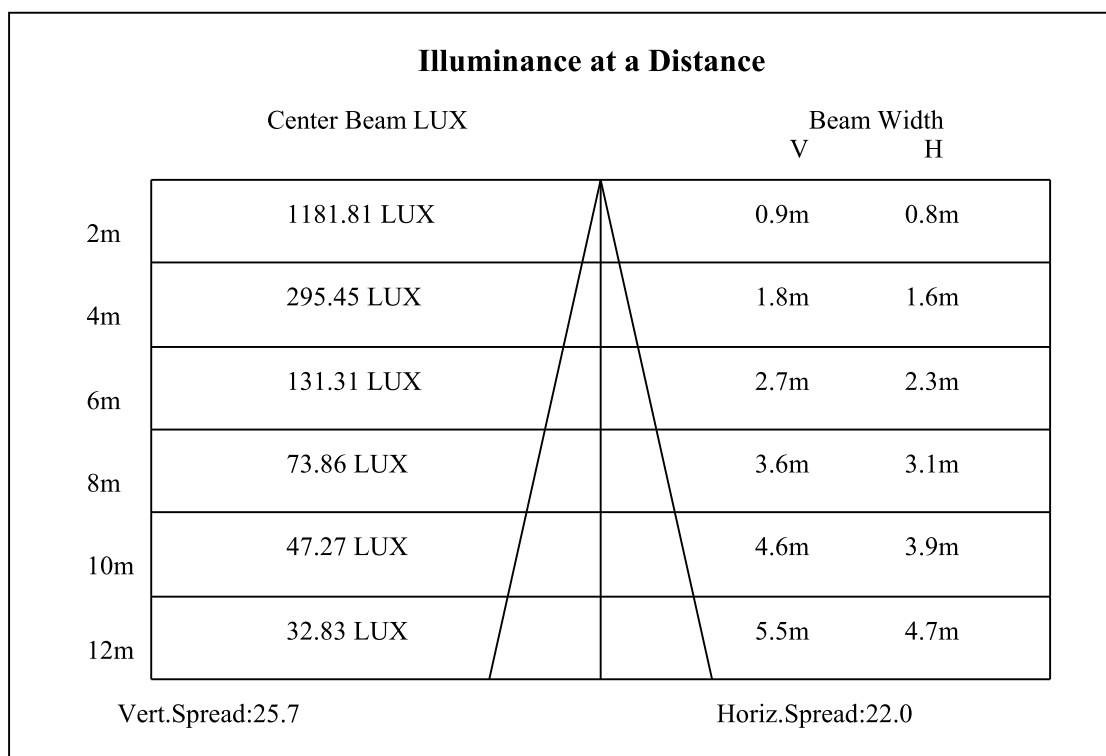 Illuminance at a Distance
Center Beam LUX Beam Width
V H
2m 1181.81 LUX 0.9m 0.8m
4m 295.45 LUX 1.8m 1.6m
6m 131.31 LUX 2.7m 2.3m
8m 73.86 LUX 3.6m 3.1m
10m 47.27 LUX 4.6m 3.9m
12m 32.83 LUX 5.5m 4.7m
Vert.Spread:25.7 Horiz.Spread:22.0